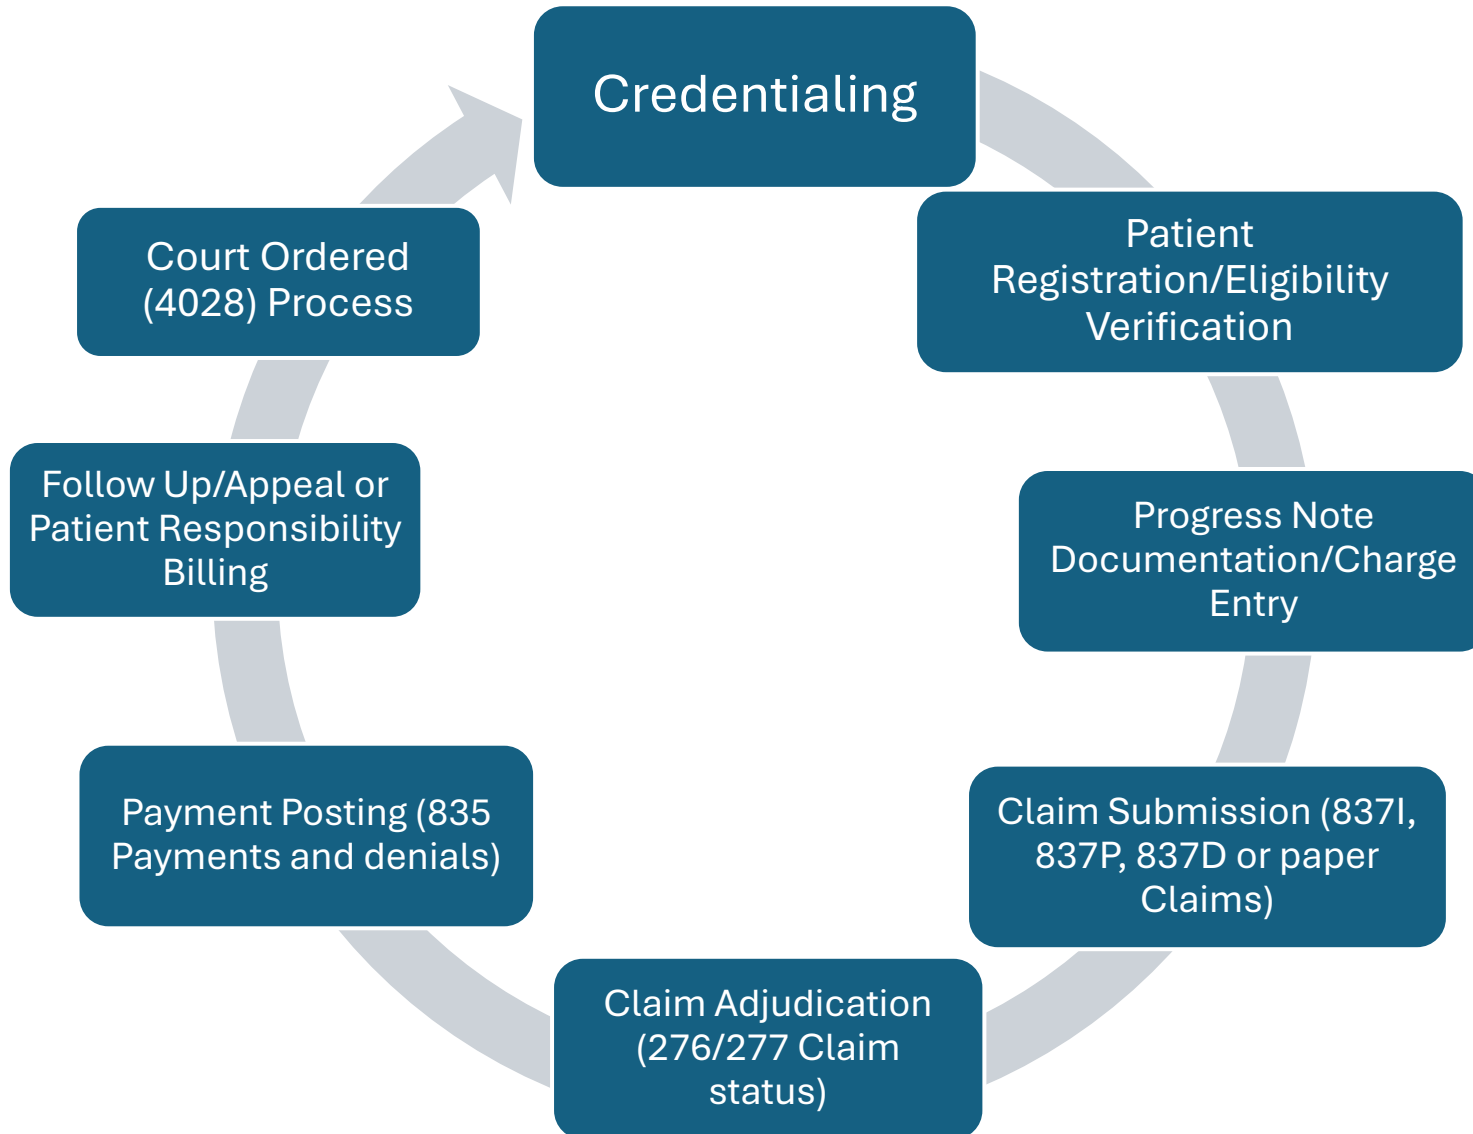 Credentialing
Patient
Registration/Eligibility
Verification
Progress Note
Documentation/Charge
Entry
Claim Submission (837I,
837P, 837D or paper
Claims)
Claim Adjudication
(276/277 Claim
status)
Payment Posting (835
Payments and denials)
Follow Up/Appeal or
Patient Responsibility
Billing
Court Ordered
(4028) Process